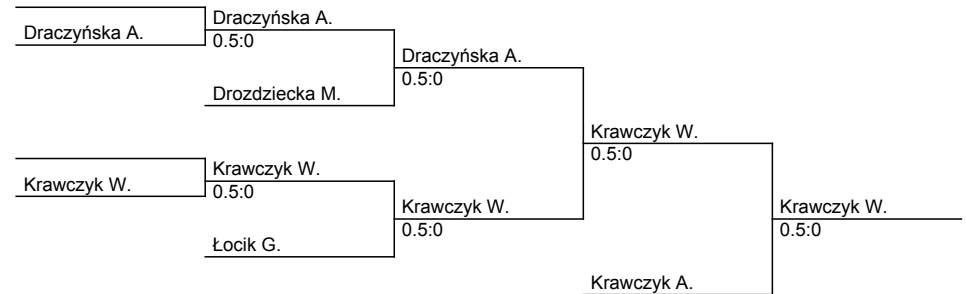 Draczyńska A.
Draczyńska A.
0.5:0
Draczyńska A.
0.5:0
Drozdziecka M.
Krawczyk W.
0.5:0
Krawczyk W.
Krawczyk W.
0.5:0
Krawczyk W.
0.5:0
Krawczyk W.
0.5:0
Łocik G.
Krawczyk A.